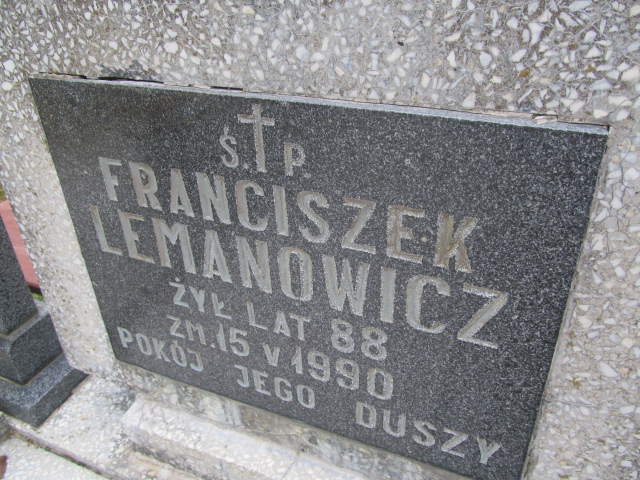 Ś. P.
FRANCISZEK
LEMANOWICZ
ŻYŁ LAT 88
ZM. 15 V 1990
POKÓJ JEGO DUSZY